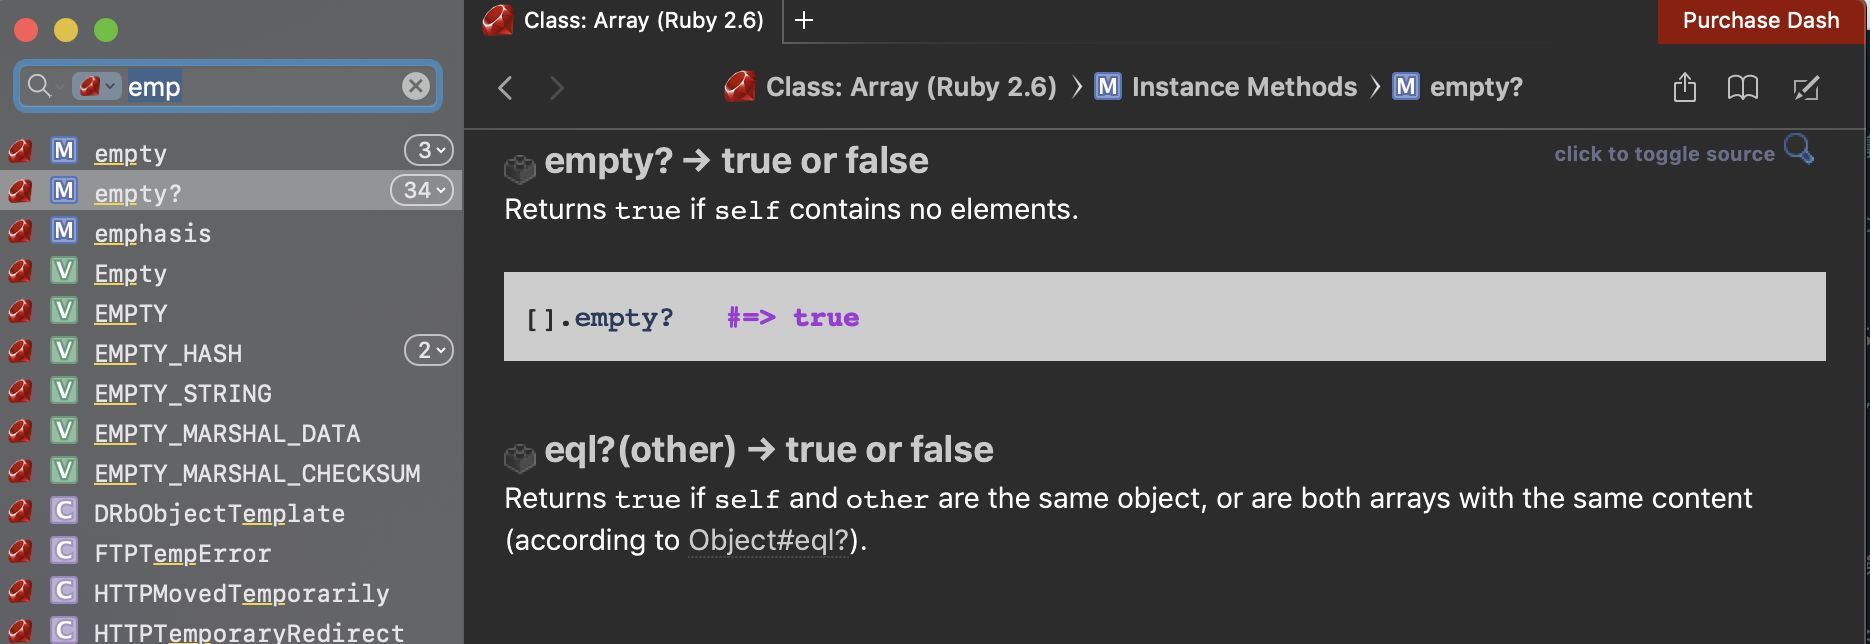 Class: Array (Ruby 2.6)
+
Purchase Dash
emp
Class: Array (Ruby 2.6) 〉 M Instance Methods 〉 M empty?
M empty 3
M empty? 34
M emphasis
V Empty
V EMPTY
V EMPTY_HASH 2
V EMPTY_STRING
V EMPTY_MARSHAL_DATA
V EMPTY_MARSHAL_CHECKSUM
C DRbObjectTemplate
C FTPTempError
C HTTPMovedTemporarily
C HTTPTemporaryRedirect
empty? → true or false
click to toggle source
Returns true if self contains no elements.
[].empty? #=> true
eql?(other) → true or false
Returns true if self and other are the same object, or are both arrays with the same content
(according to Object#eql?).